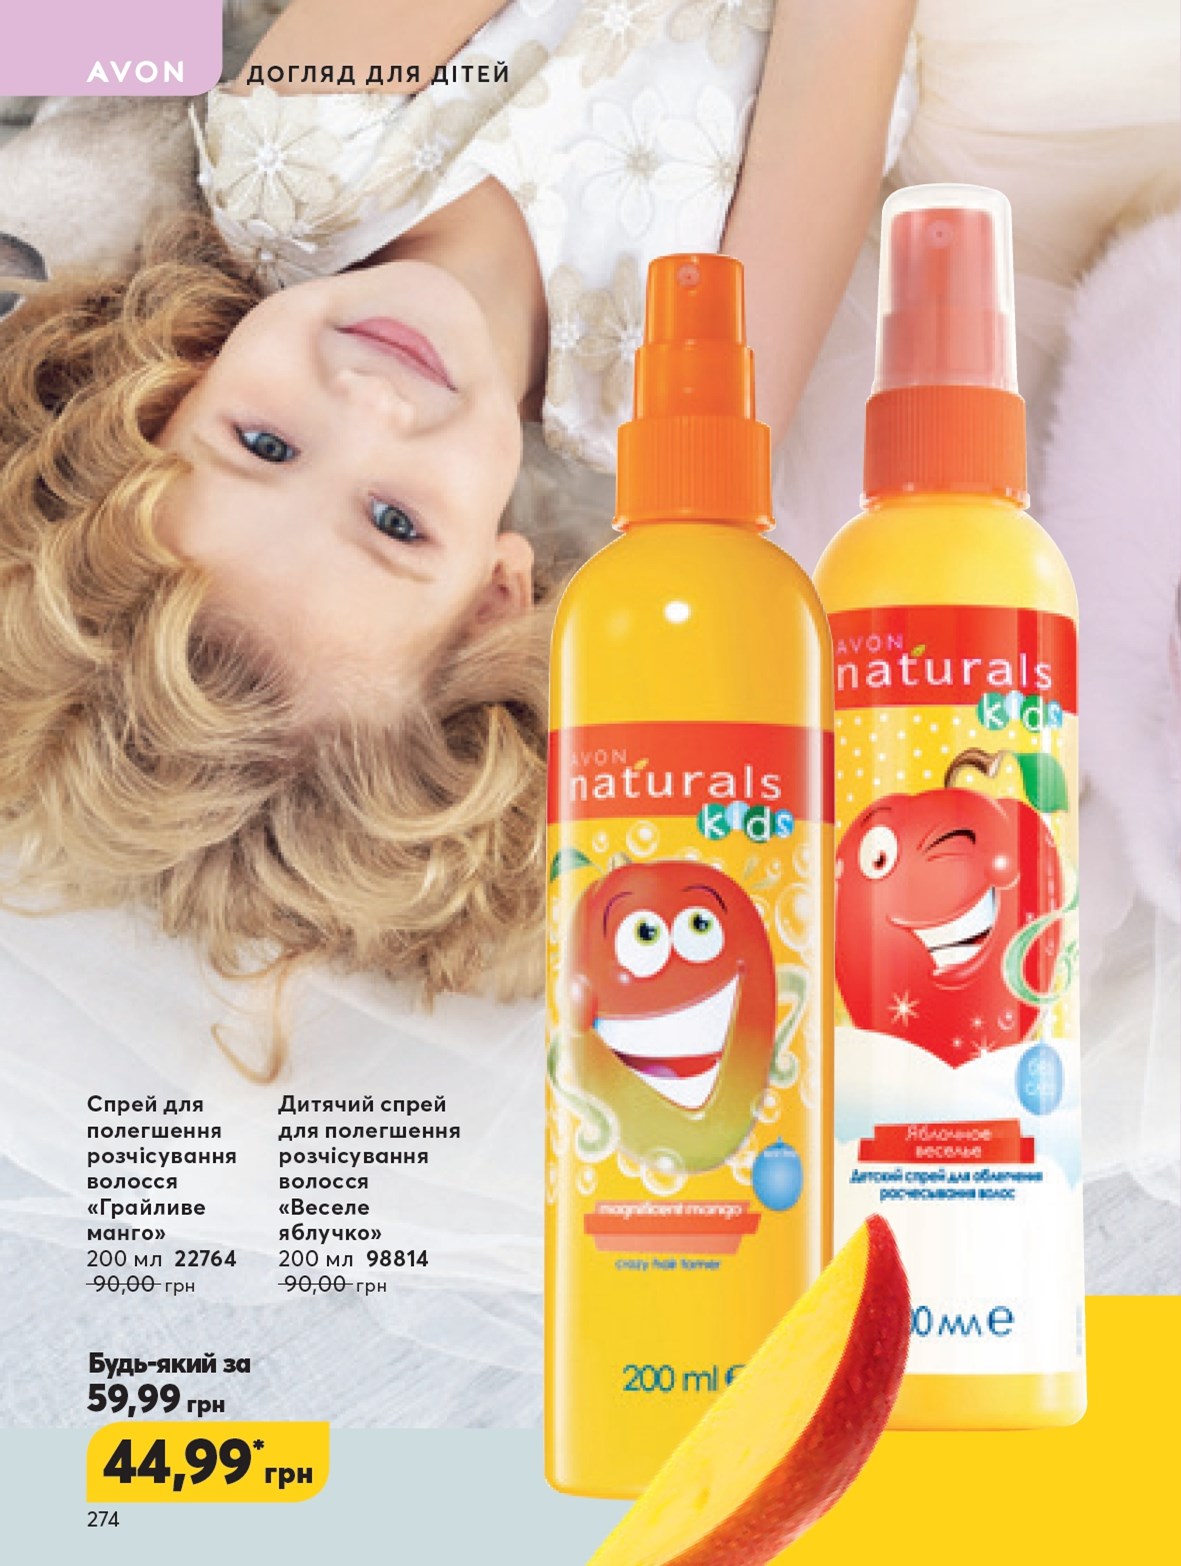 AVON
ДОГЛЯД ДЛЯ ДІТЕЙ
AVON
naturals
kids
AVON
naturals
kids
Яблочное
веселье
Детский спрей для облегчения
расчесывания волос
magnificent mango
crazy hair tamer
200 ml e
00 мл e
Спрей для
полегшення
розчісування
волосся
«Грайливе
манго»
200 мл 22764
90,00 грн
Дитячий спрей
для полегшення
розчісування
волосся
«Веселе
яблучко»
200 мл 98814
90,00 грн
Будь-який за
59,99 грн
44,99* грн
274